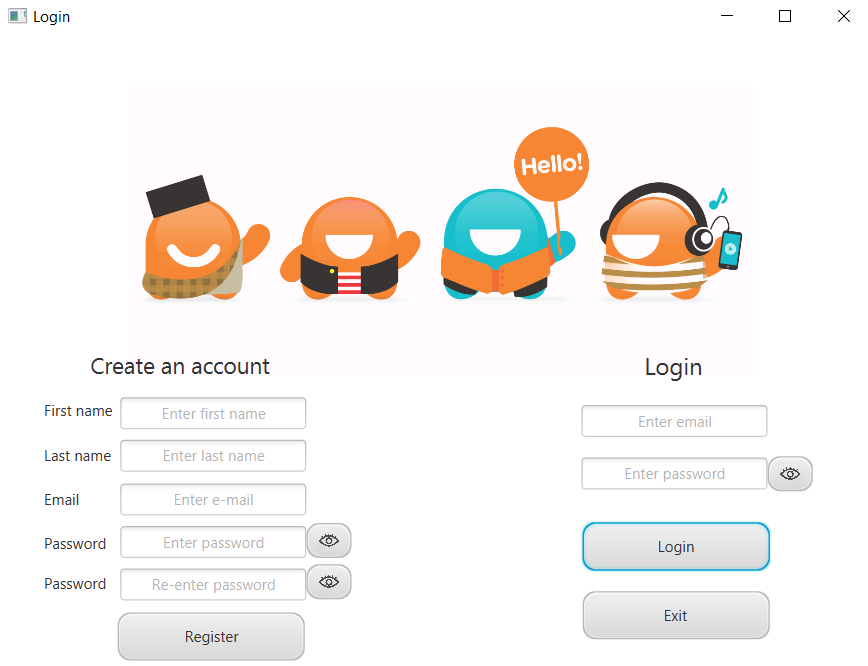 Login
Hello!
Create an account
First name
Enter first name
Last name
Enter last name
Email
Enter e-mail
Password
Enter password
Password
Re-enter password
Register
Login
Enter email
Enter password
Login
Exit